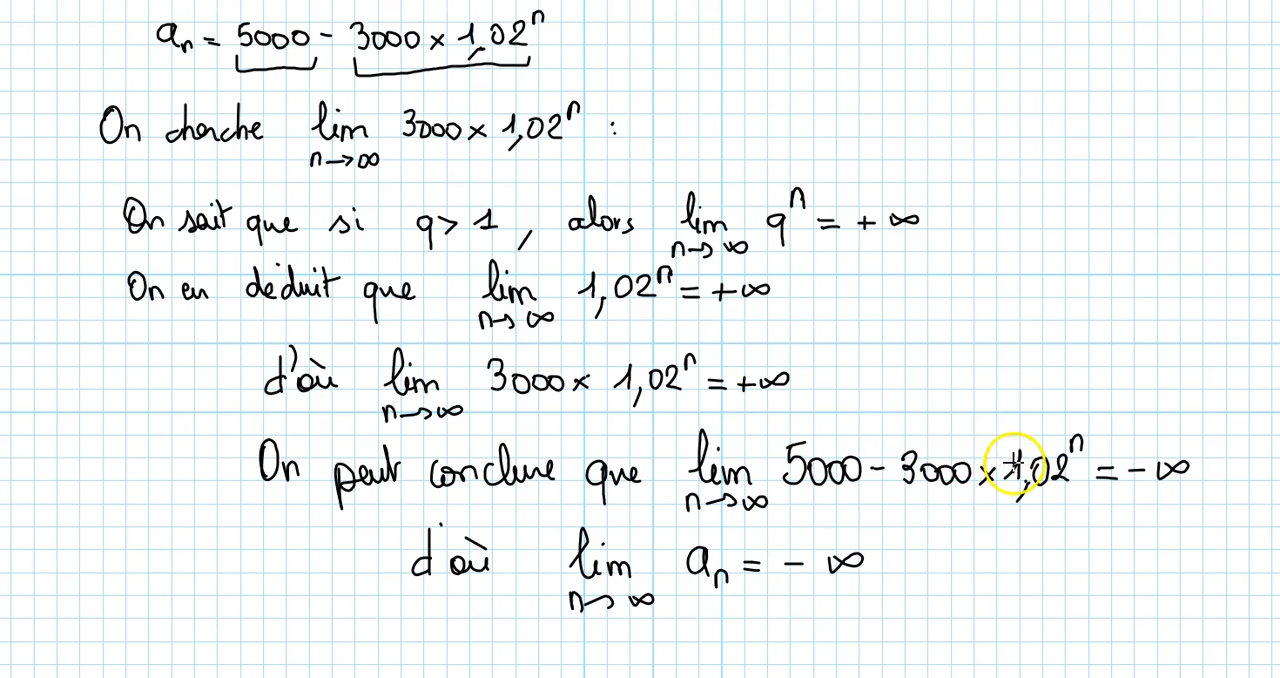 aₙ = 5000 - 3000 × 1,02ⁿ
On cherche lim 3000 × 1,02ⁿ :
n→∞
On sait que si q > 1, alors lim qⁿ = +∞
n→∞
On en déduit que lim 1,02ⁿ = +∞
n→∞
d'où lim 3000 × 1,02ⁿ = +∞
n→∞
On peut conclure que lim 5000 - 3000 × 1,02ⁿ = -∞
n→∞
d'où lim aₙ = - ∞
n→∞